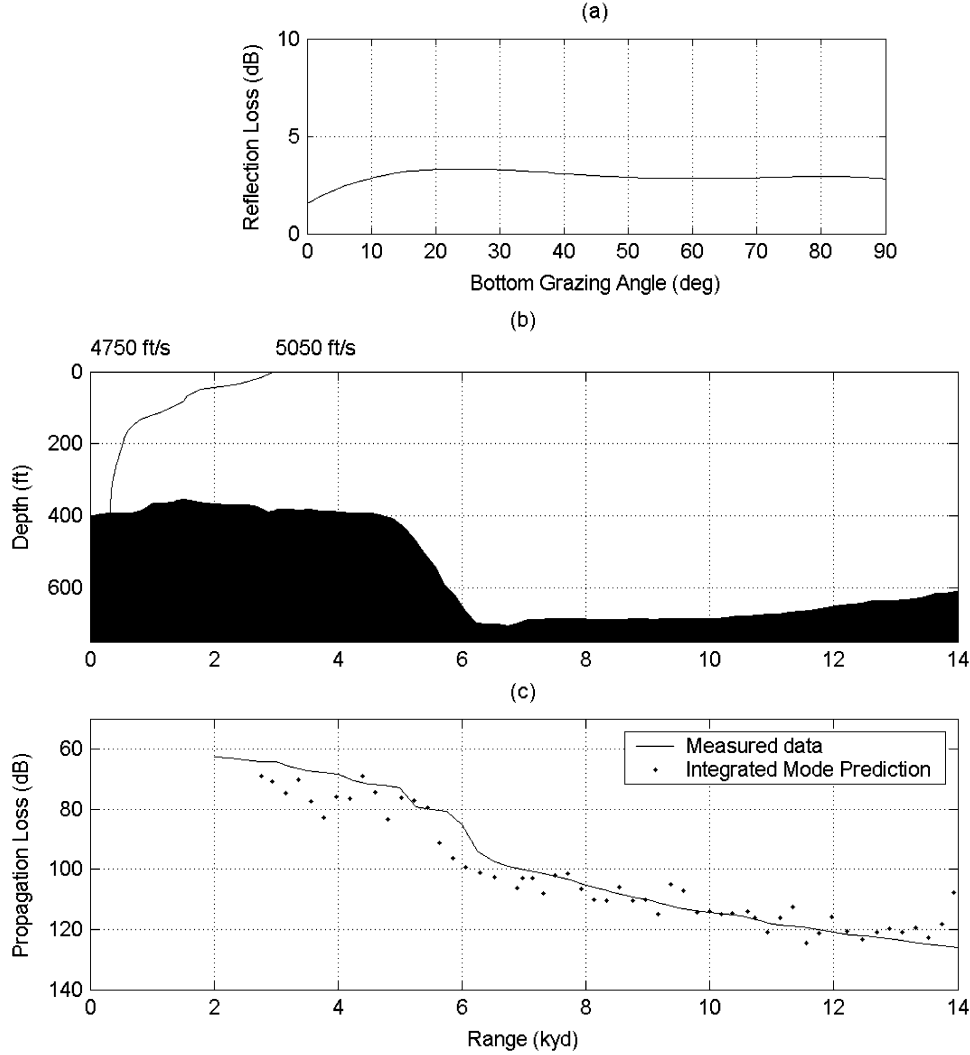 (a)
10
5
0
Reflection Loss (dB)
0 10 20 30 40 50 60 70 80 90
Bottom Grazing Angle (deg)
(b)
4750 ft/s 5050 ft/s
0
200
400
600
Depth (ft)
0 2 4 6 8 10 12 14
(c)
60
80
100
120
140
Propagation Loss (dB)
Measured data
Integrated Mode Prediction
0 2 4 6 8 10 12 14
Range (kyd)